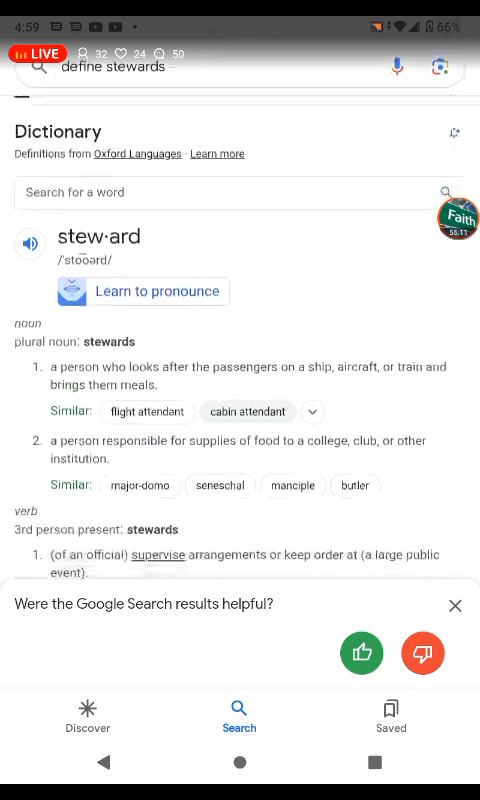 4:59 66%
LIVE 32 24 50
define stewards
Dictionary
Definitions from Oxford Languages · Learn more
Search for a word
Faith
55:11
stew·ard
/ˈsto͞oərd/
Learn to pronounce
noun
plural noun: stewards
1. a person who looks after the passengers on a ship, aircraft, or train and
brings them meals.
Similar: flight attendant cabin attendant
2. a person responsible for supplies of food to a college, club, or other
institution.
Similar: major-domo seneschal manciple butler
verb
3rd person present: stewards
1. (of an official) supervise arrangements or keep order at (a large public
event).
Were the Google Search results helpful?
Discover Search Saved